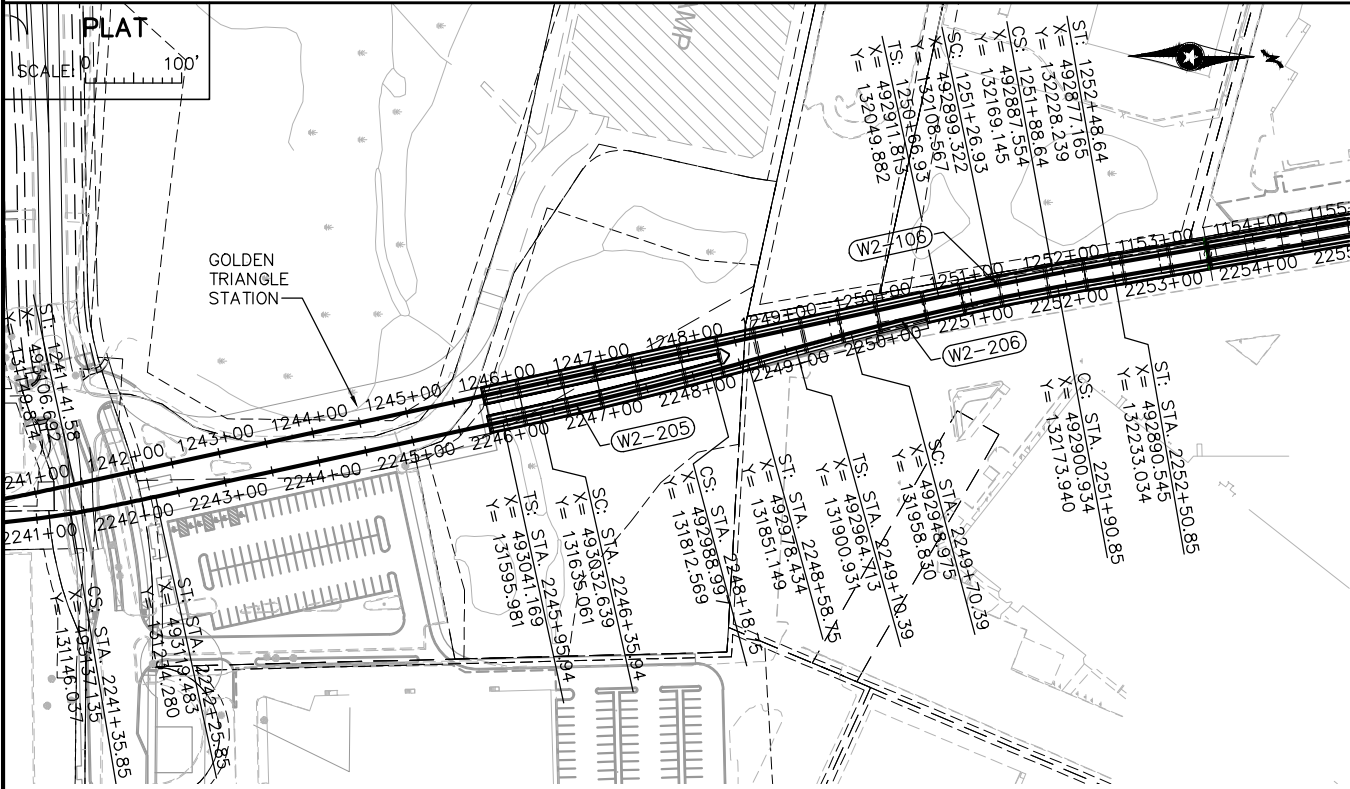 PLAT
SCALE: 0 100'
AMP
TS: 1250+66.93
X= 492911.813
Y= 132049.882
SC: 1251+26.93
X= 492899.322
Y= 132108.567
CS: 1251+88.64
X= 492887.554
Y= 132169.145
ST: 1252+48.64
X= 492877.165
Y= 132228.239
GOLDEN
TRIANGLE
STATION
W2-106
W2-206
W2-205
241+00 1242+00 1243+00 1244+00 1245+00 1246+00 1247+00 1248+00 1249+00 1250+00 1251+00 1252+00 1153+00 1154+00 1155
2241+00 2242+00 2243+00 2244+00 2245+00 2246+00 2247+00 2248+00 2249+00 2250+00 2251+00 2252+00 2253+00 2254+00 2255
ST: 1241+41.58
CS: STA. 2241+35.85
Y= 131146.037
ST: STA. 2242+25.85
TS: STA. 2245+95.94
X= 493041.169
Y= 131595.981
SC: STA. 2246+35.94
X= 493032.639
Y= 131635.061
CS: STA. 2248+18.75
X= 492988.997
Y= 131812.569
ST: STA. 2248+58.75
X= 492978.434
Y= 131851.149
TS: STA. 2249+10.39
X= 492964.713
Y= 131900.931
SC: STA. 2249+70.39
X= 492948.975
Y= 131958.830
CS: STA. 2251+90.85
X= 492900.934
Y= 132173.940
ST: STA. 2252+50.85
X= 492890.545
Y= 132233.034